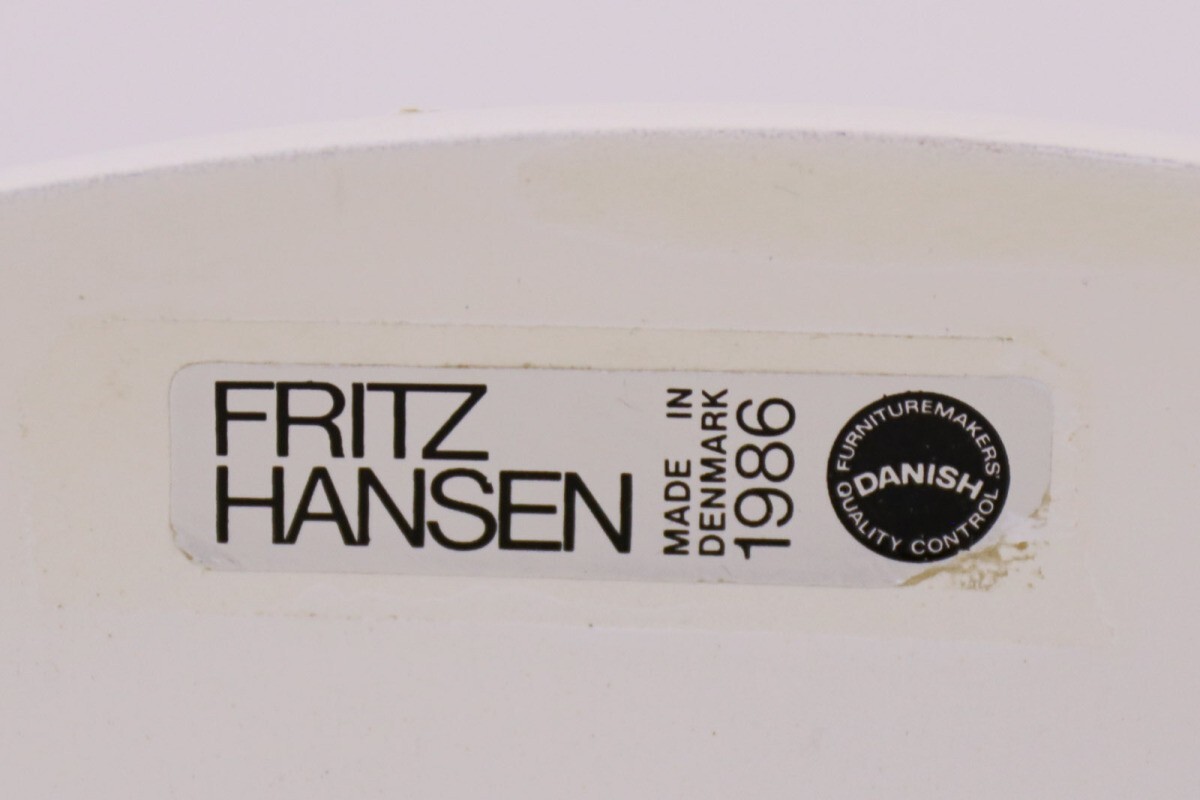 FRITZ
HANSEN
MADE IN
DENMARK
1986
FURNITUREMAKERS'
DANISH
QUALITY CONTROL